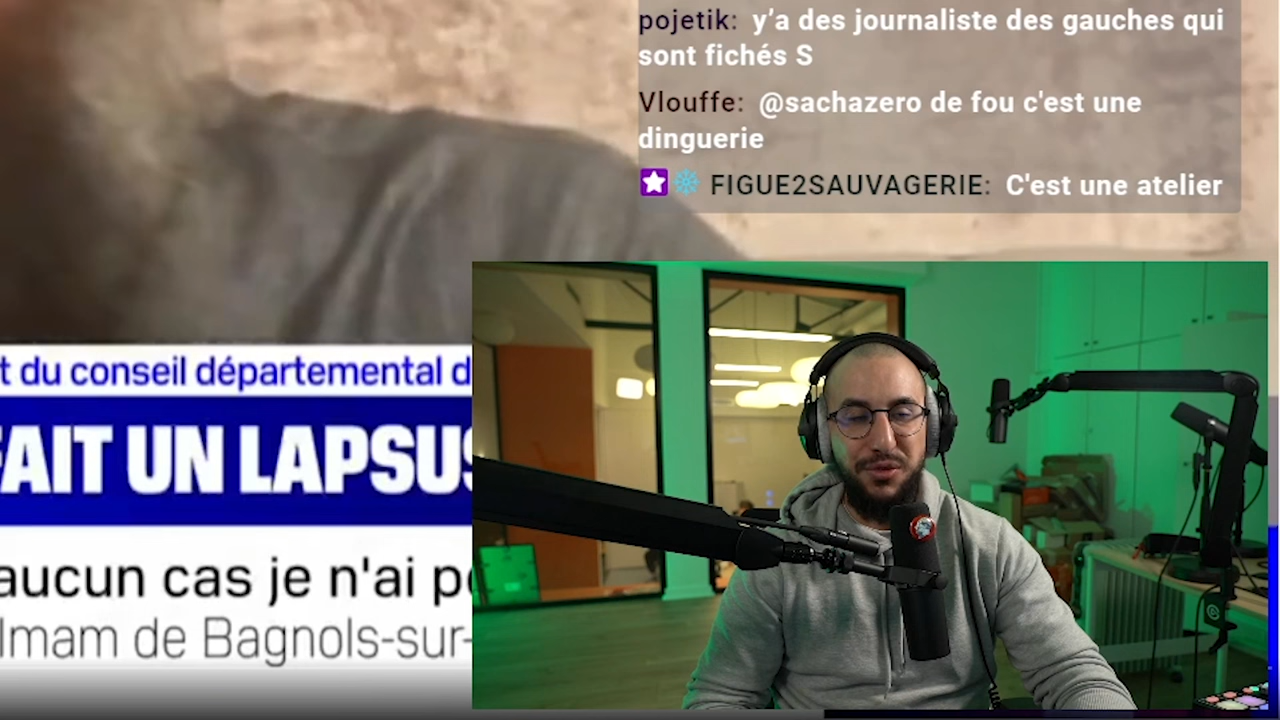 pojetik: y'a des journaliste des gauches qui
sont fichés S
Vlouffe: @sachazero de fou c'est une
dinguerie
FIGUE2SAUVAGERIE: C'est une atelier
t du conseil départemental d
FAIT UN LAPSUS
aucun cas je n'ai p
Imam de Bagnols-sur-